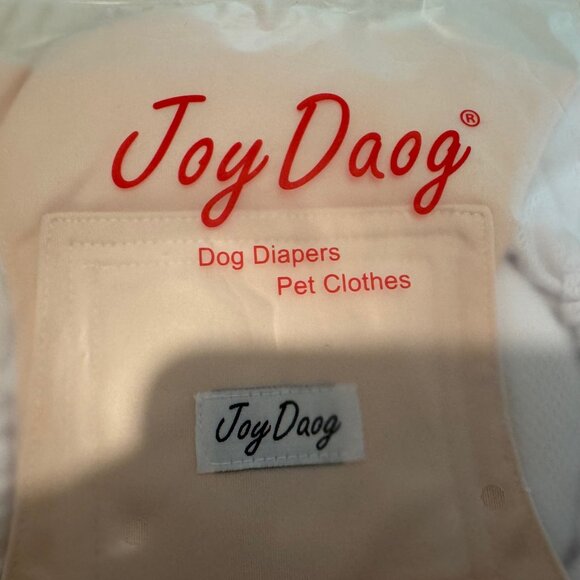 Joy Daog®
Dog Diapers
Pet Clothes
Joy Daog